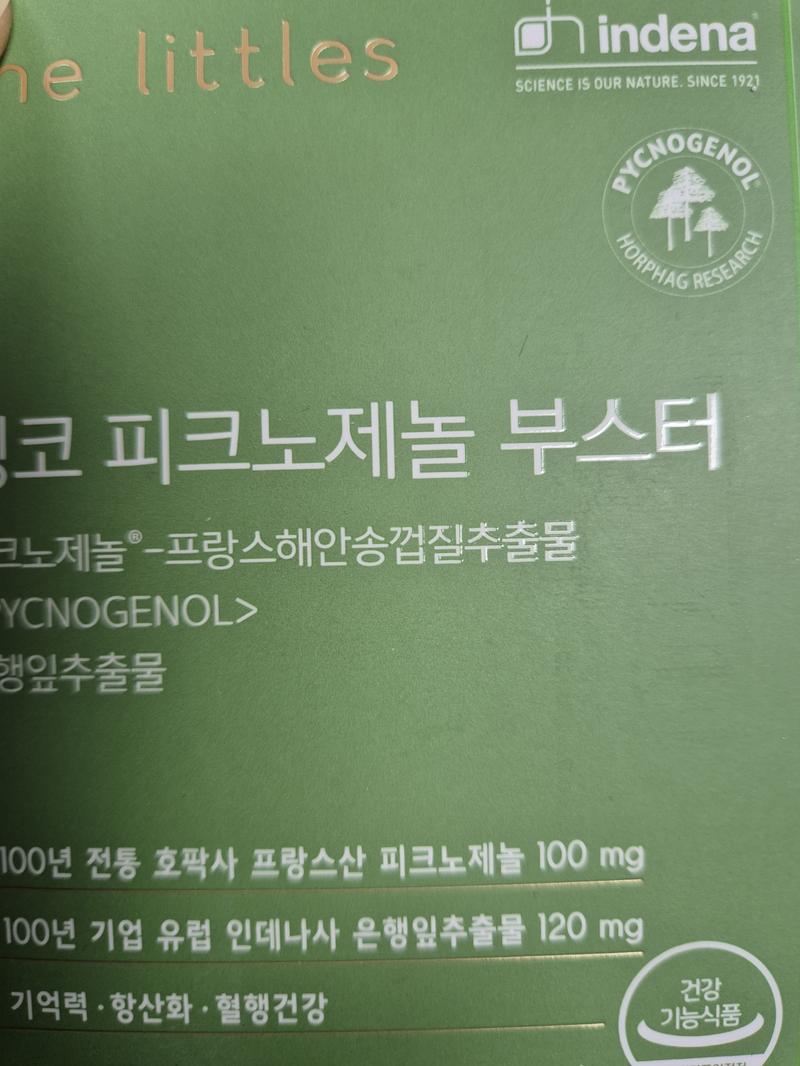 littles
indena
SCIENCE IS OUR NATURE. SINCE 1921
PYCNOGENOL®
HORPHAG RESEARCH
피크노제놀 부스터
크노제놀®-프랑스해안송껍질추출물
PYCNOGENOL>
행잎추출물
100년 전통 호팍사 프랑스산 피크노제놀 100 mg
100년 기업 유럽 인데나사 은행잎추출물 120 mg
기억력·항산화·혈행건강
건강
기능식품